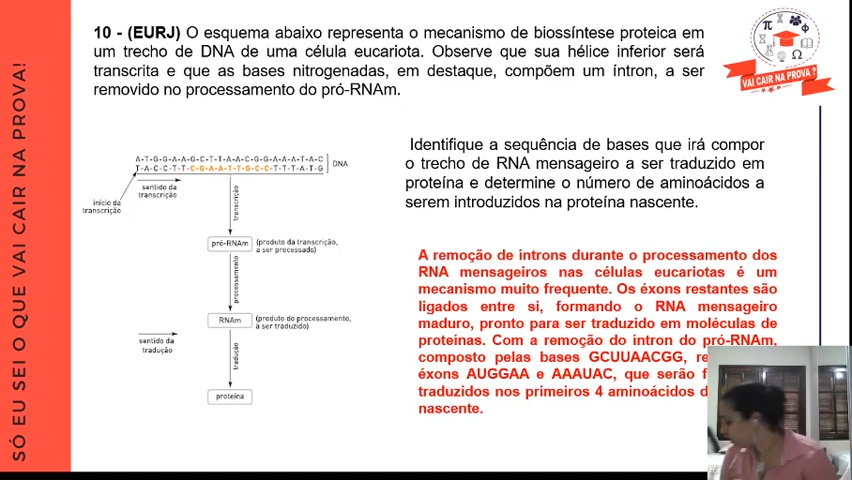 10 - (EURJ) O esquema abaixo representa o mecanismo de biossíntese proteica em
um trecho de DNA de uma célula eucariota. Observe que sua hélice inferior será
transcrita e que as bases nitrogenadas, em destaque, compõem um íntron, a ser
removido no processamento do pró-RNAm.
VAI CAIR NA PROVA ?
SÓ EU SEI O QUE VAI CAIR NA PROVA!
Identifique a sequência de bases que irá compor
o trecho de RNA mensageiro a ser traduzido em
proteína e determine o número de aminoácidos a
serem introduzidos na proteína nascente.
A-T-G-G-A-A-G-C-T-T-A-A-C-G-G-A-A-A-T-A-C
T-A-C-C-T-T-C-G-A-A-T-T-G-C-C-T-T-T-A-T-G
DNA
sentido da
transcrição
início da
transcrição
transcrição
pró-RNAm
(produto da transcrição,
a ser processado)
processamento
RNAm
(produto do processamento,
a ser traduzido)
sentido da
tradução
tradução
proteína
A remoção de íntrons durante o processamento dos
RNA mensageiros nas células eucariotas é um
mecanismo muito frequente. Os éxons restantes são
ligados entre si, formando o RNA mensageiro
maduro, pronto para ser traduzido em moléculas de
proteínas. Com a remoção do intron do pró-RNAm,
composto pelas bases GCUUAACGG,
éxons AUGGAA e AAAUAC, que serão
traduzidos nos primeiros 4 aminoácidos
nascente.